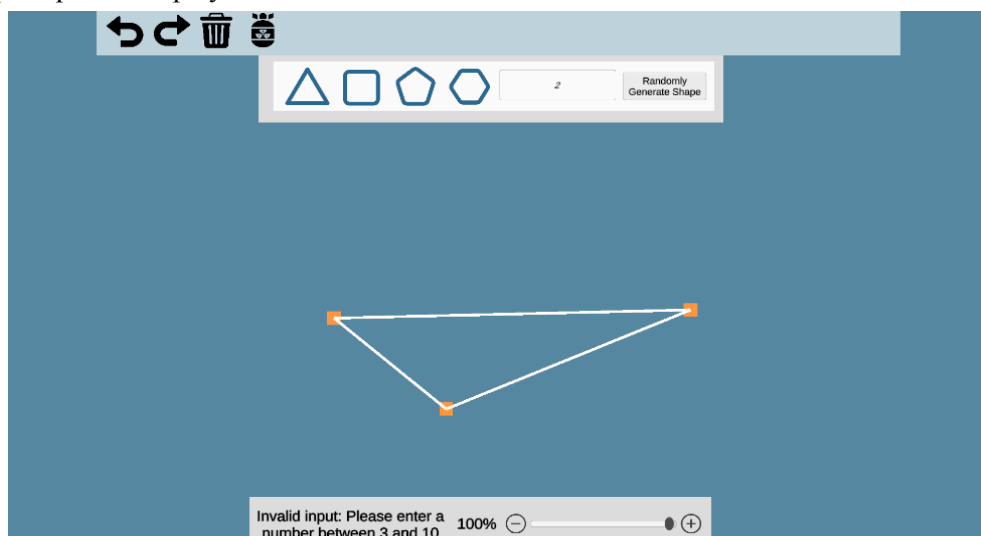 2
Randomly
Generate Shape
Invalid input: Please enter a
number between 3 and 10
100%